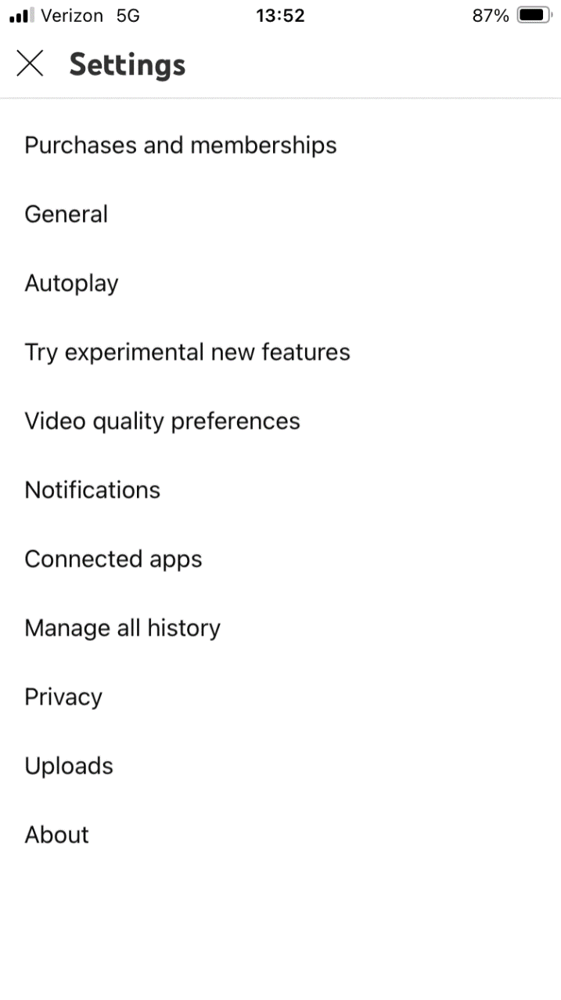 Verizon 5G 13:52 87%
Settings
Purchases and memberships
General
Autoplay
Try experimental new features
Video quality preferences
Notifications
Connected apps
Manage all history
Privacy
Uploads
About